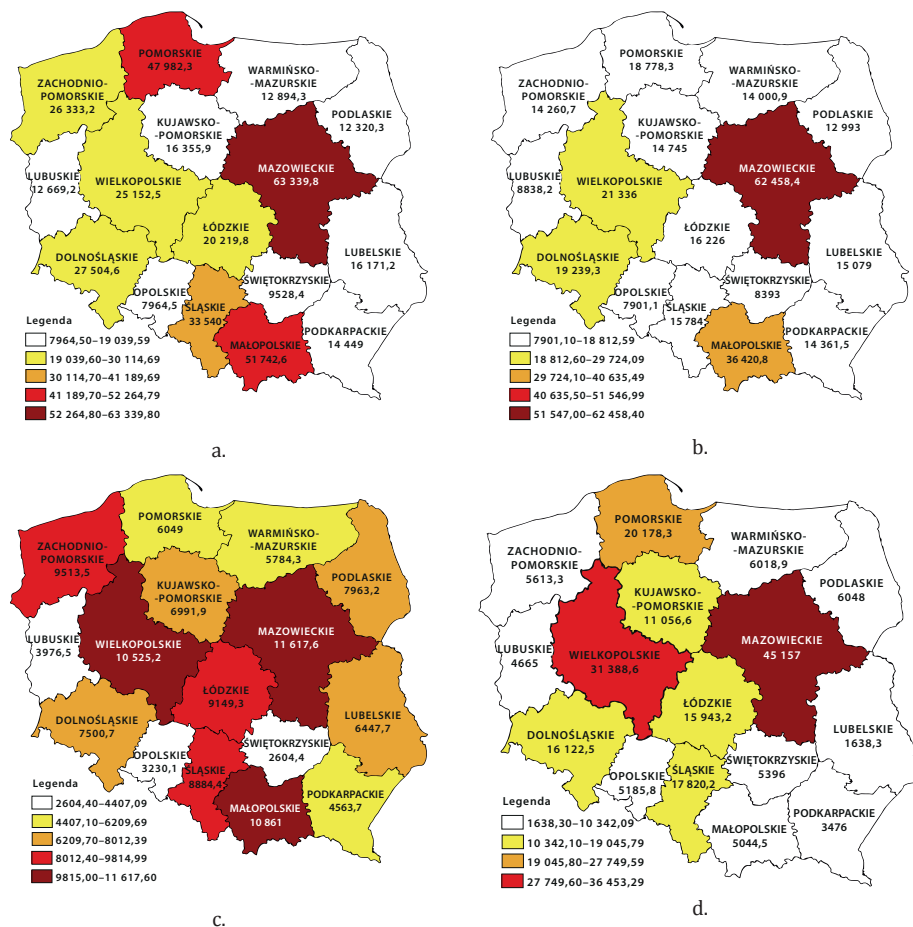 POMORSKIE
47 982,3
ZACHODNIO-
POMORSKIE
26 333,2
WARMIŃSKO-
-MAZURSKIE
12 894,3
PODLASKIE
12 320,3
KUJAWSKO-
-POMORSKIE
16 355,9
MAZOWIECKIE
63 339,8
LUBUSKIE
12 669,2
WIELKOPOLSKIE
25 152,5
ŁÓDZKIE
20 219,8
LUBELSKIE
16 171,2
DOLNOŚLĄSKIE
27 504,6
OPOLSKIE
7964,5
ŚLĄSKIE
33 540
ŚWIĘTOKRZYSKIE
9528,4
MAŁOPOLSKIE
51 742,6
PODKARPACKIE
14 449
Legenda
7964,50–19 039,59
19 039,60–30 114,69
30 114,70–41 189,69
41 189,70–52 264,79
52 264,80–63 339,80
a.
POMORSKIE
18 778,3
ZACHODNIO-
POMORSKIE
14 260,7
WARMIŃSKO-
-MAZURSKIE
14 000,9
PODLASKIE
12 993
KUJAWSKO-
-POMORSKIE
14 745
MAZOWIECKIE
62 458,4
LUBUSKIE
8838,2
WIELKOPOLSKIE
21 336
ŁÓDZKIE
16 226
LUBELSKIE
15 079
DOLNOŚLĄSKIE
19 239,3
OPOLSKIE
7901,1
ŚLĄSKIE
15 784
ŚWIĘTOKRZYSKIE
8393
MAŁOPOLSKIE
36 420,8
PODKARPACKIE
14 361,5
Legenda
7901,10–18 812,59
18 812,60–29 724,09
29 724,10–40 635,49
40 635,50–51 546,99
51 547,00–62 458,40
b.
POMORSKIE
6049
ZACHODNIO-
POMORSKIE
9513,5
WARMIŃSKO-
-MAZURSKIE
5784,3
PODLASKIE
7963,2
KUJAWSKO-
-POMORSKIE
6991,9
MAZOWIECKIE
11 617,6
LUBUSKIE
3976,5
WIELKOPOLSKIE
10 525,2
ŁÓDZKIE
9149,3
LUBELSKIE
6447,7
DOLNOŚLĄSKIE
7500,7
OPOLSKIE
3230,1
ŚLĄSKIE
8884,4
ŚWIĘTOKRZYSKIE
2604,4
MAŁOPOLSKIE
10 861
PODKARPACKIE
4563,7
Legenda
2604,40–4407,09
4407,10–6209,69
6209,70–8012,39
8012,40–9814,99
9815,00–11 617,60
c.
POMORSKIE
20 178,3
ZACHODNIO-
POMORSKIE
5613,3
WARMIŃSKO-
-MAZURSKIE
6018,9
PODLASKIE
6048
KUJAWSKO-
-POMORSKIE
11 056,6
MAZOWIECKIE
45 157
LUBUSKIE
4665
WIELKOPOLSKIE
31 388,6
ŁÓDZKIE
15 943,2
LUBELSKIE
1638,3
DOLNOŚLĄSKIE
16 122,5
OPOLSKIE
5185,8
ŚLĄSKIE
17 820,2
ŚWIĘTOKRZYSKIE
5396
MAŁOPOLSKIE
5044,5
PODKARPACKIE
3476
Legenda
1638,30–10 342,09
10 342,10–19 045,79
19 045,80–27 749,59
27 749,60–36 453,29
d.